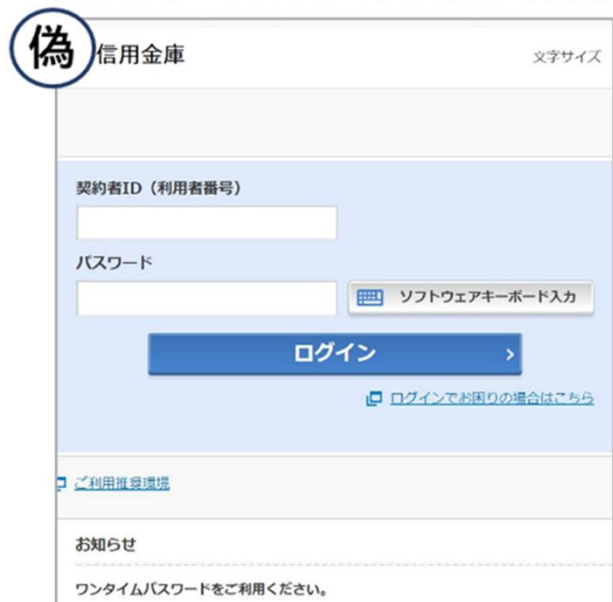 偽
信用金庫
文字サイズ
契約者ID（利用者番号）
パスワード
ソフトウェアキーボード入力
ログイン
ログインでお困りの場合はこちら
ご利用推奨環境
お知らせ
ワンタイムパスワードをご利用ください。